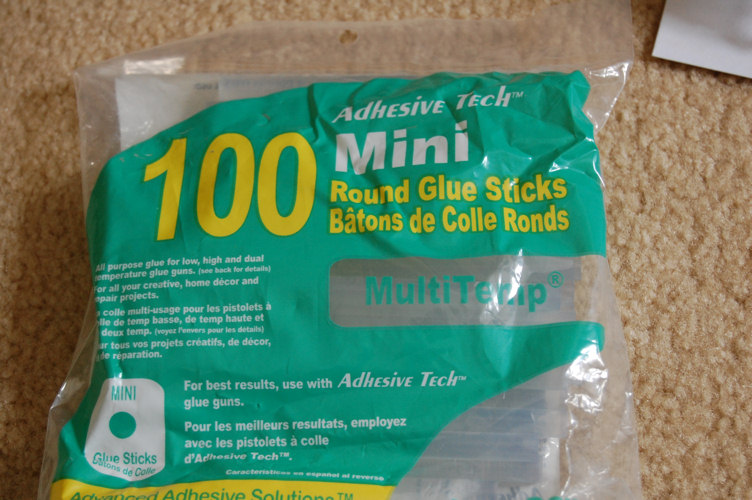 Adhesive Tech™
100
Mini
Round Glue Sticks
Bâtons de Colle Ronds
All purpose glue for low, high and dual
temperature glue guns. (see back for details)
For all your creative, home décor and
repair projects.
colle multi-usage pour les pistolets à
colle de temp basse, de temp haute et
deux temp. (voyez l'envers pour les détails)
Pour tous vos projets créatifs, de décor,
de réparation.
MultiTemp®
MINI
Glue Sticks
Bâtons de Colle
For best results, use with Adhesive Tech™
glue guns.
Pour les meilleurs resultats, employez
avec les pistolets à colle
d'Adhesive Tech™.
Caracteristicas en español al reverso
Advanced Adhesive Solutions™